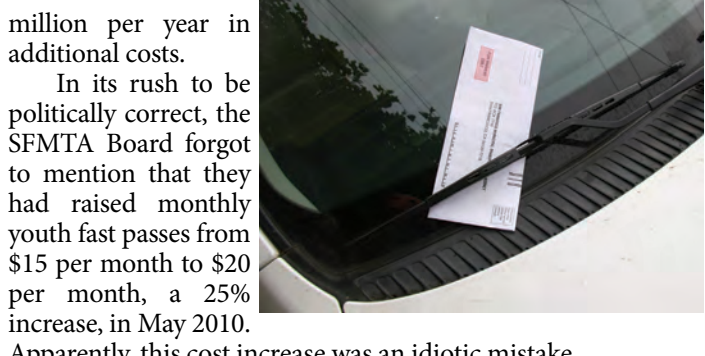 million per year in
additional costs.
In its rush to be
politically correct, the
SFMTA Board forgot
to mention that they
had raised monthly
youth fast passes from
$15 per month to $20
per month, a 25%
increase, in May 2010.
Apparently, this cost increase was an idiotic mistake